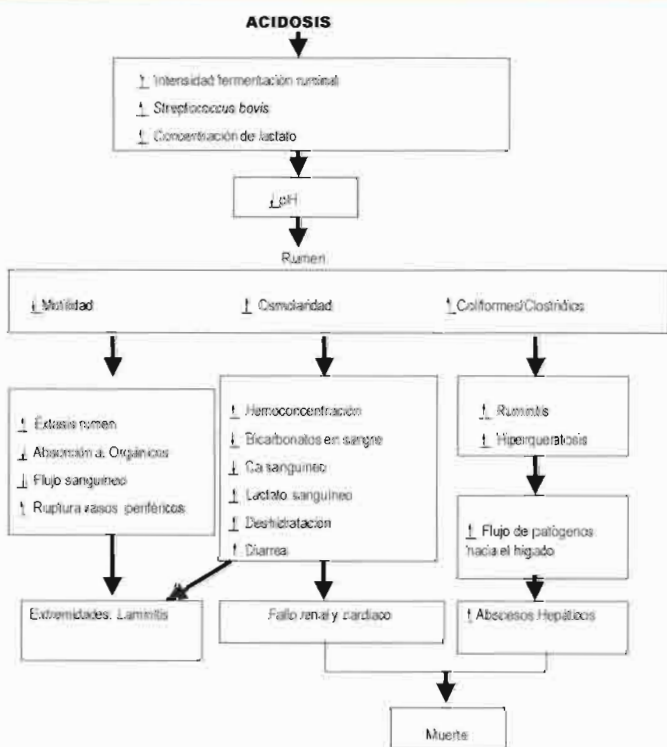 ACIDOSIS
↑ Intensidad fermentación ruminal
↑ Streptococcus bovis
↑ Concentración de lactato
↓ pH
Rumen
↓ Motilidad
↑ Osmolaridad
↑ Coliformes/Clostridios
↑ Extasis rumen
↓ Absorción a. Orgánicos
↓ Flujo sanguíneo
↑ Ruptura vasos periféricos
↑ Hemoconcentración
↓ Bicarbonatos en sangre
↓ Ca sanguíneo
↑ Lactato sanguíneo
↑ Deshidratación
↑ Diarrea
↑ Ruminitis
↑ Hiperqueratosis
↑ Flujo de patógenos
hacia el hígado
Extremidades: Laminitis
Fallo renal y cardíaco
↑ Abscesos Hepáticos
Muerte